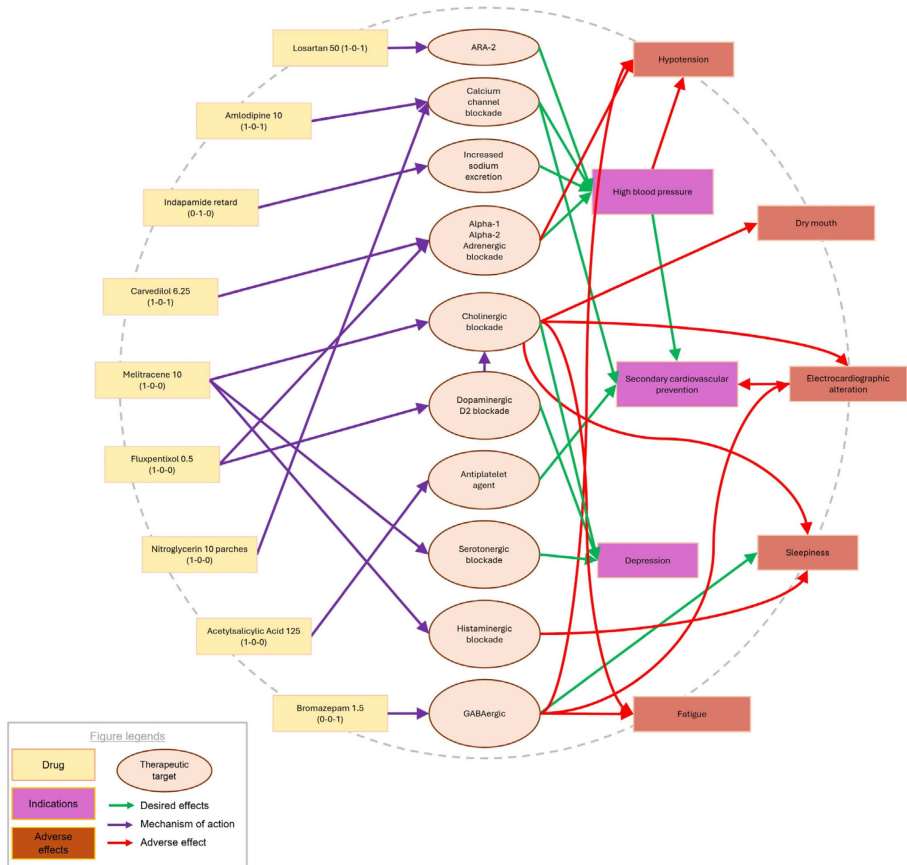 Losartan 50 (1-0-1)
ARA-2
Hypotension
Amlodipine 10
(1-0-1)
Calcium
channel
blockade
Increased
sodium
excretion
Indapamide retard
(0-1-0)
High blood pressure
Alpha-1
Alpha-2
Adrenergic
blockade
Dry mouth
Carvedilol 6.25
(1-0-1)
Cholinergic
blockade
Melitracene 10
(1-0-0)
Secondary cardiovascular
prevention
Electrocardiographic
alteration
Dopaminergic
D2 blockade
Fluxpentixol 0.5
(1-0-0)
Antiplatelet
agent
Nitroglycerin 10 parches
(1-0-0)
Serotonergic
blockade
Depression
Sleepiness
Acetylsalicylic Acid 125
(1-0-0)
Histaminergic
blockade
Bromazepam 1.5
(0-0-1)
GABAergic
Fatigue
Figure legends
Drug
Therapeutic
target
Indications
Desired effects
Mechanism of action
Adverse
effects
Adverse effect